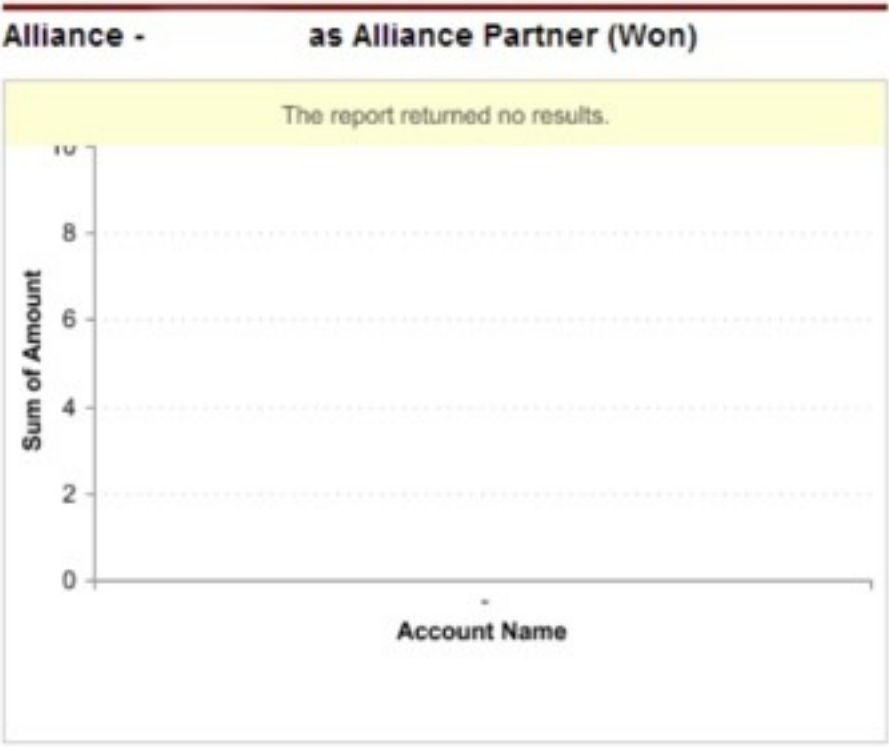 Alliance - as Alliance Partner (Won)
The report returned no results.
10
8
6
4
2
0
Sum of Amount
-
Account Name